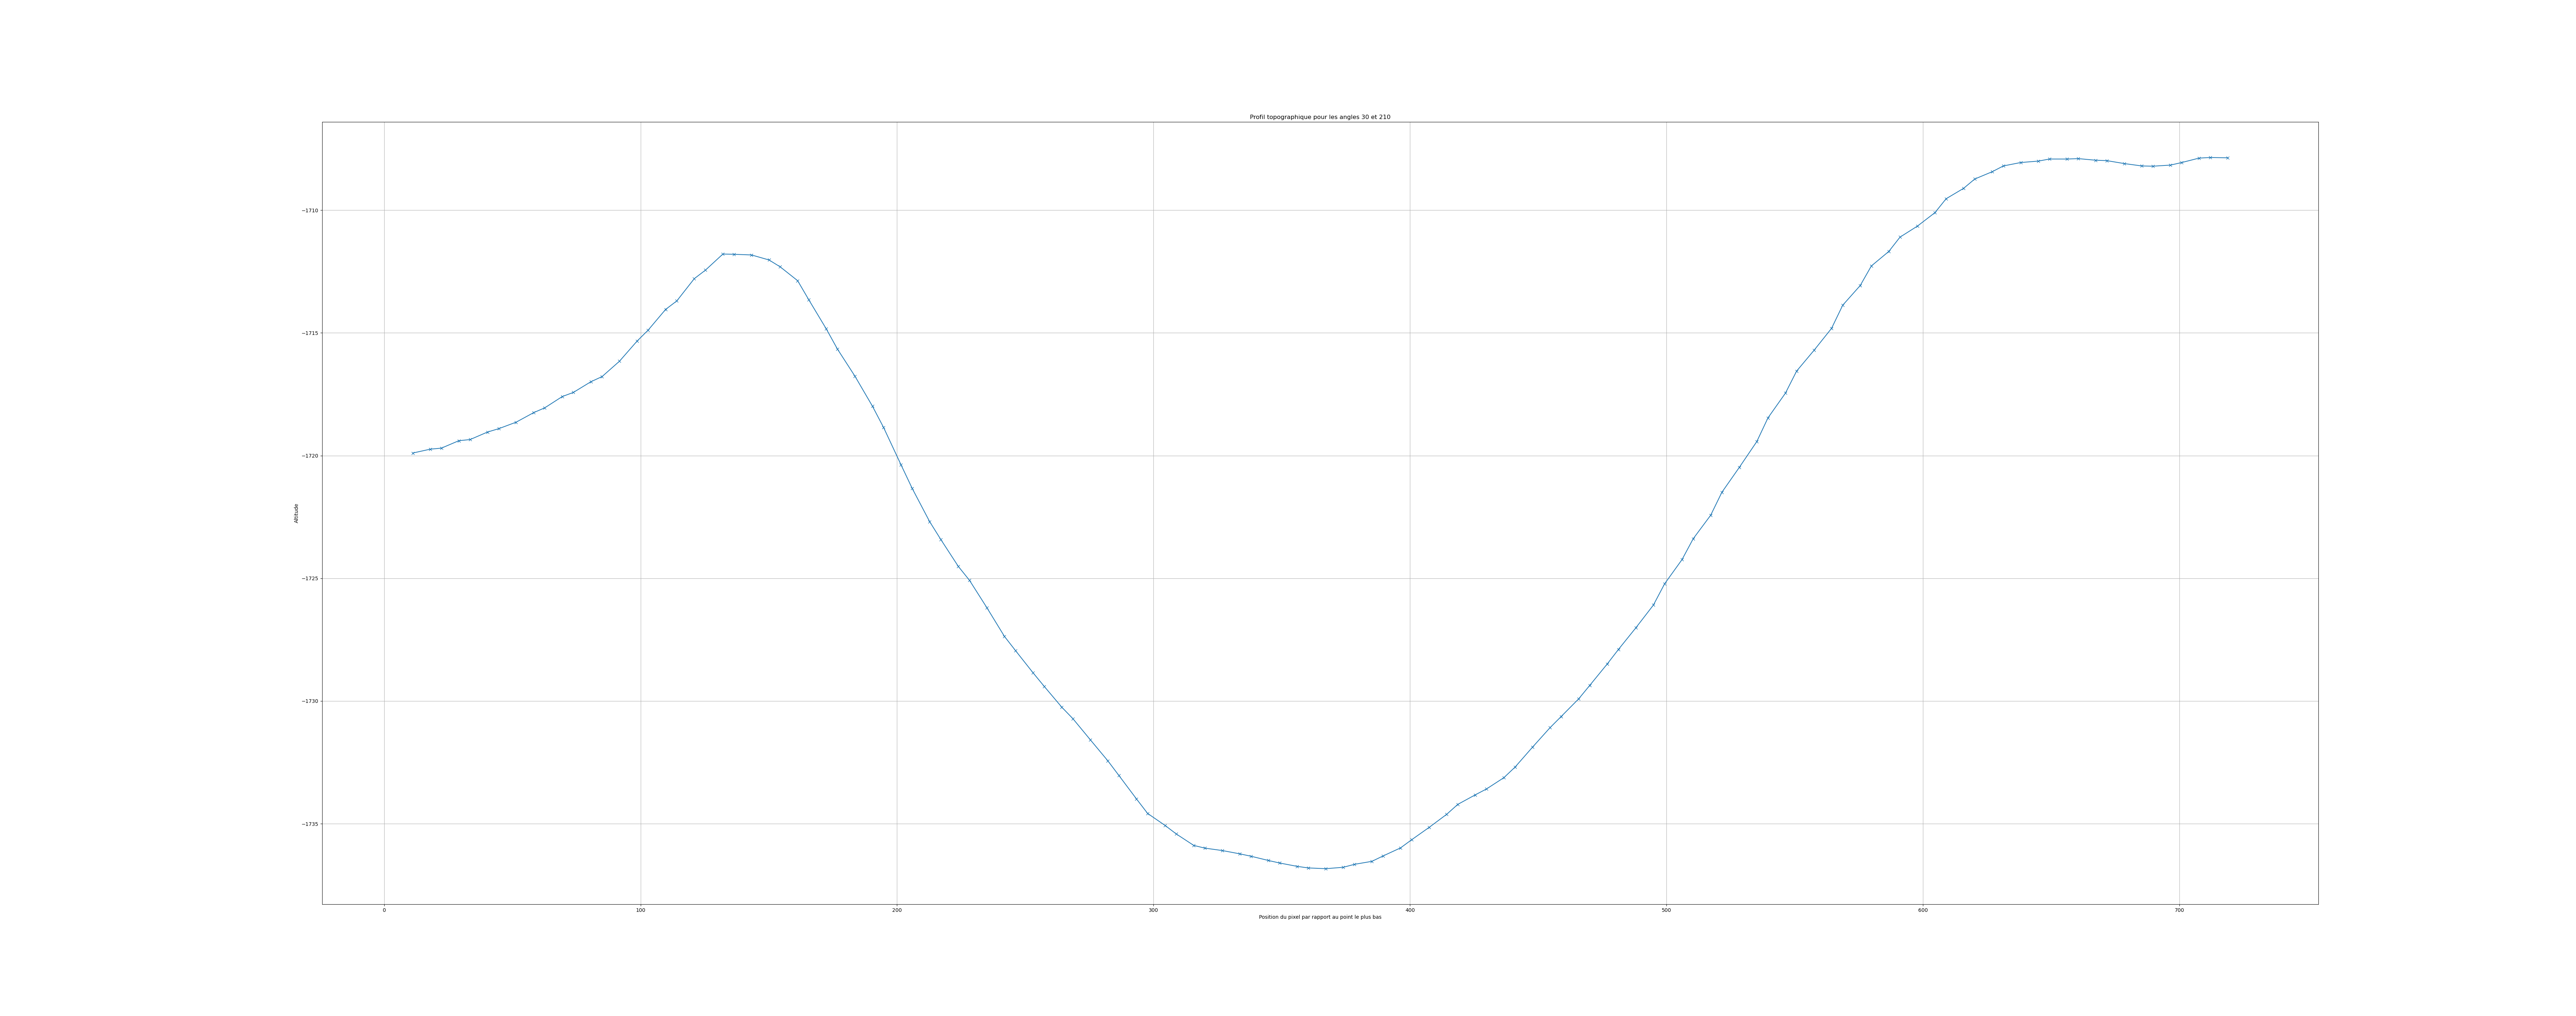 Profil topographique pour les angles 30 et 210
−1710
−1715
−1720
−1725
−1730
−1735
Altitude
0 100 200 300 400 500 600 700
Position du pixel par rapport au point le plus bas